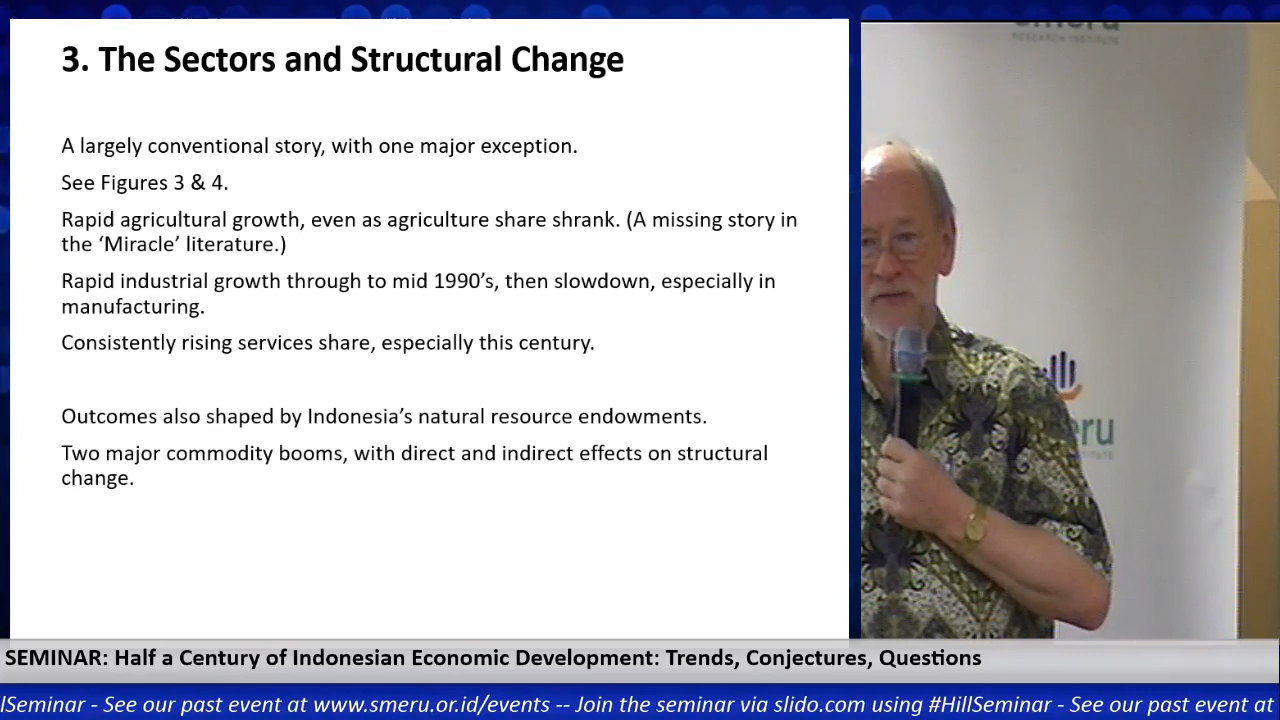 3. The Sectors and Structural Change
A largely conventional story, with one major exception.
See Figures 3 & 4.
Rapid agricultural growth, even as agriculture share shrank. (A missing story in
the ‘Miracle’ literature.)
Rapid industrial growth through to mid 1990’s, then slowdown, especially in
manufacturing.
Consistently rising services share, especially this century.
Outcomes also shaped by Indonesia’s natural resource endowments.
Two major commodity booms, with direct and indirect effects on structural
change.
smeru
RESEARCH INSTITUTE
eru
SEMINAR: Half a Century of Indonesian Economic Development: Trends, Conjectures, Questions
lSeminar - See our past event at www.smeru.or.id/events -- Join the seminar via slido.com using #HillSeminar - See our past event at